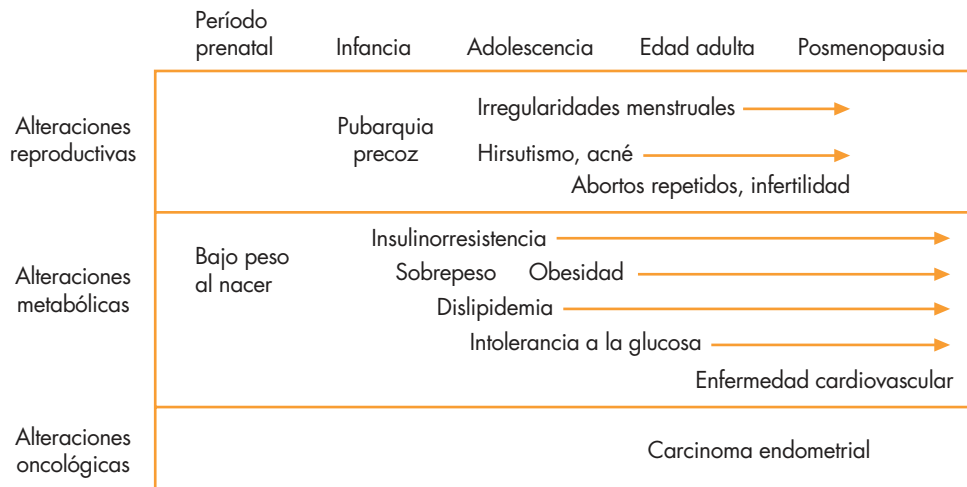 Período
prenatal
Infancia
Adolescencia
Edad adulta
Posmenopausia
Alteraciones
reproductivas
Irregularidades menstruales
Pubarquia
precoz
Hirsutismo, acné
Abortos repetidos, infertilidad
Alteraciones
metabólicas
Bajo peso
al nacer
Insulinorresistencia
Sobrepeso
Obesidad
Dislipidemia
Intolerancia a la glucosa
Enfermedad cardiovascular
Alteraciones
oncológicas
Carcinoma endometrial